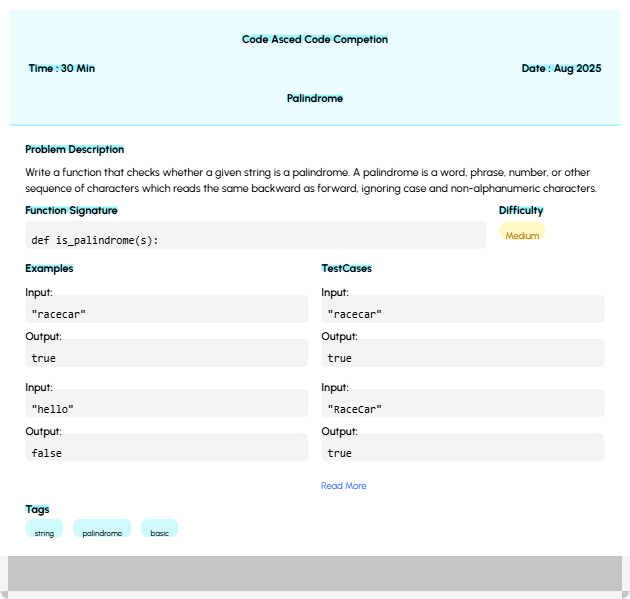 Code Asced Code Competion
Time : 30 Min
Date : Aug 2025
Palindrome
Problem Description
Write a function that checks whether a given string is a palindrome. A palindrome is a word, phrase, number, or other
sequence of characters which reads the same backward as forward, ignoring case and non-alphanumeric characters.
Function Signature
Difficulty
def is_palindrome(s):
Medium
Examples
Input:
"racecar"
Output:
true
Input:
"hello"
Output:
false
TestCases
Input:
"racecar"
Output:
true
Input:
"RaceCar"
Output:
true
Read More
Tags
string palindrome basic